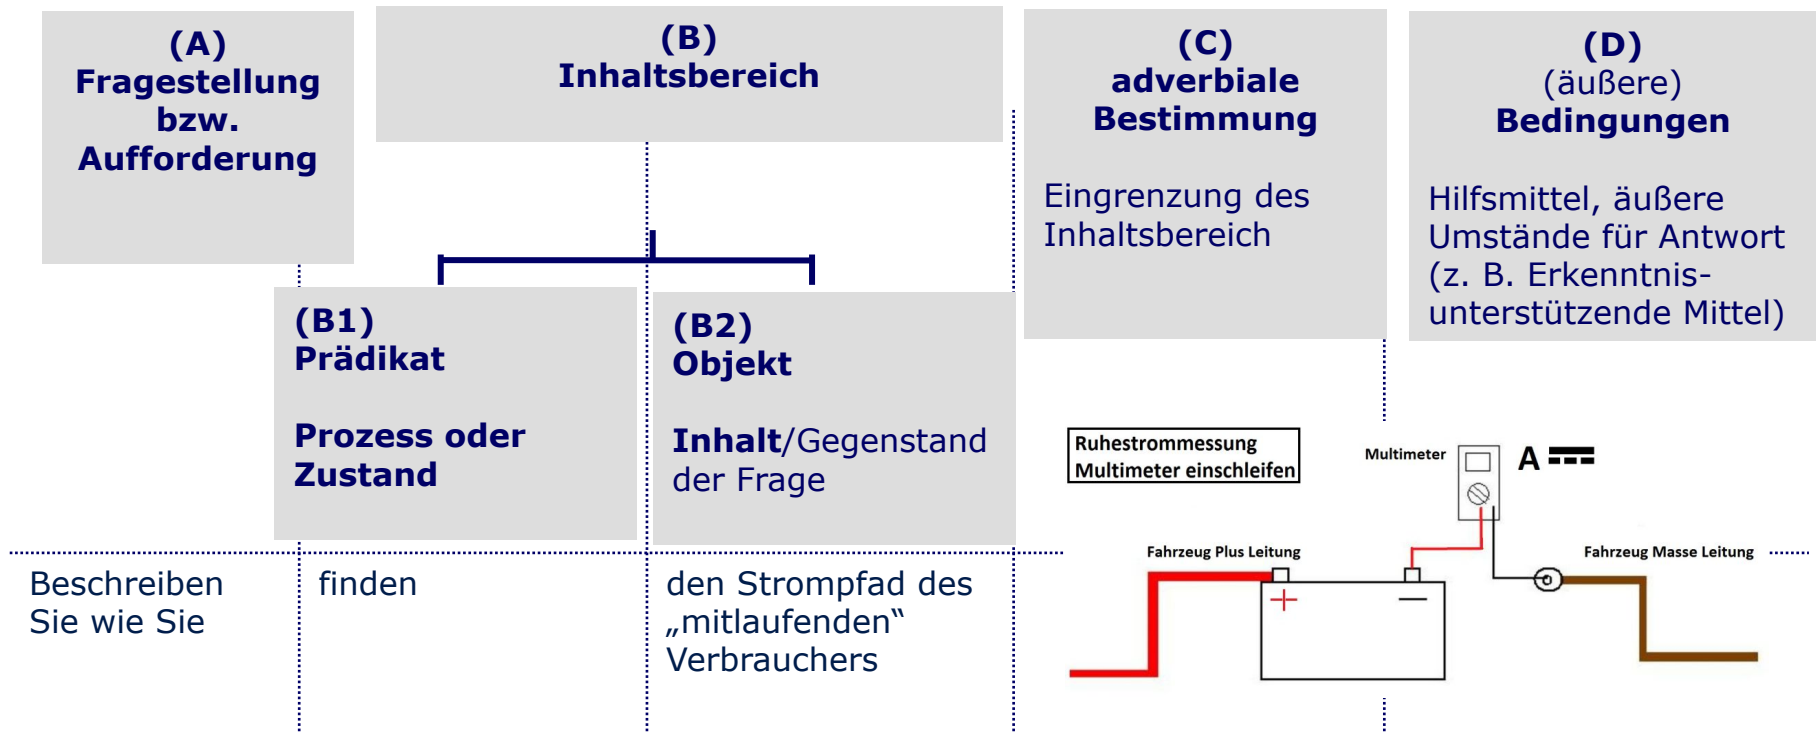 (A)
Fragestellung
bzw.
Aufforderung
(B)
Inhaltsbereich
(C)
adverbiale
Bestimmung
Eingrenzung des
Inhaltsbereich
(D)
(äußere)
Bedingungen
Hilfsmittel, äußere
Umstände für Antwort
(z. B. Erkenntnis-
unterstützende Mittel)
(B1)
Prädikat
Prozess oder
Zustand
(B2)
Objekt
Inhalt/Gegenstand
der Frage
Ruhestrommessung
Multimeter einschleifen
Multimeter
A
Fahrzeug Plus Leitung
Fahrzeug Masse Leitung
+ –
Beschreiben
Sie wie Sie
finden
den Strompfad des
„mitlaufenden“
Verbrauchers